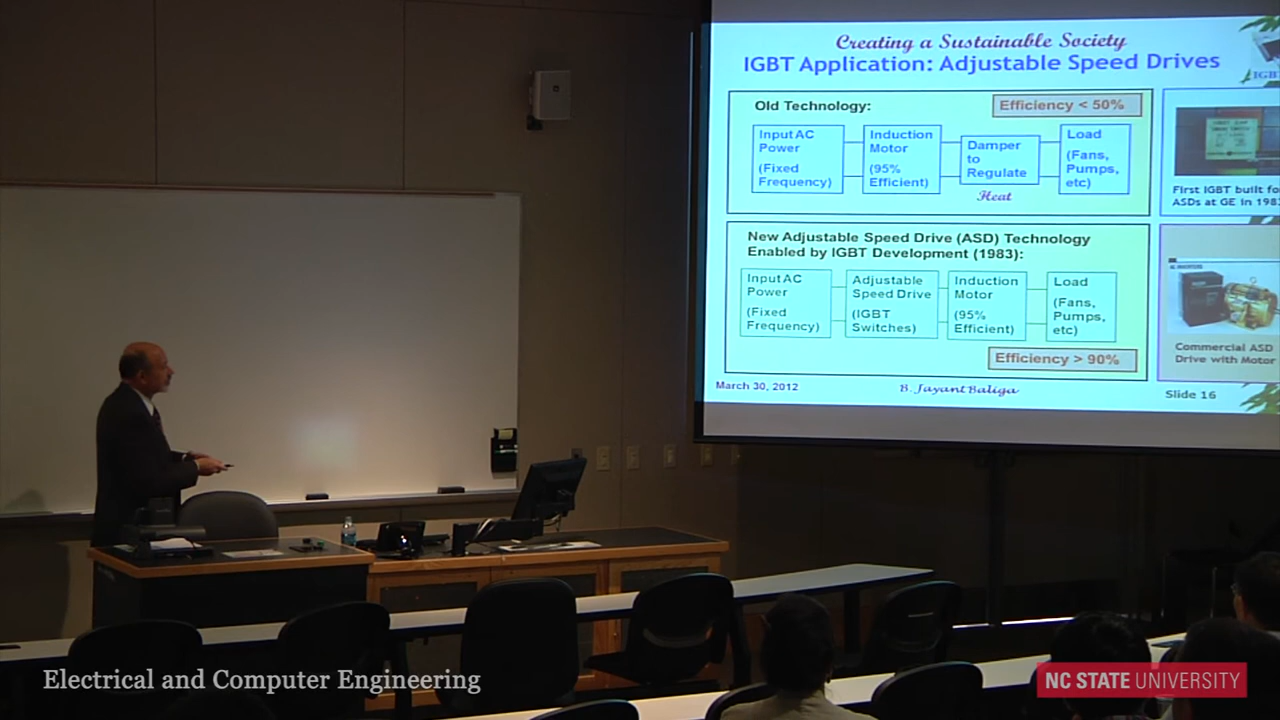 Creating a Sustainable Society
IGBT Application: Adjustable Speed Drives
IGB
Old Technology:
Efficiency < 50%
Input AC
Power
(Fixed
Frequency)
Induction
Motor
(95%
Efficient)
Damper
to
Regulate
Load
(Fans,
Pumps,
etc)
Heat
First IGBT built fo
ASDs at GE in 198
New Adjustable Speed Drive (ASD) Technology
Enabled by IGBT Development (1983):
Input AC
Power
(Fixed
Frequency)
Adjustable
Speed Drive
(IGBT
Switches)
Induction
Motor
(95%
Efficient)
Load
(Fans,
Pumps,
etc)
Efficiency > 90%
Commercial ASD
Drive with Motor
March 30, 2012
B. Jayant Baliga
Slide 16
Electrical and Computer Engineering
NC STATE UNIVERSITY